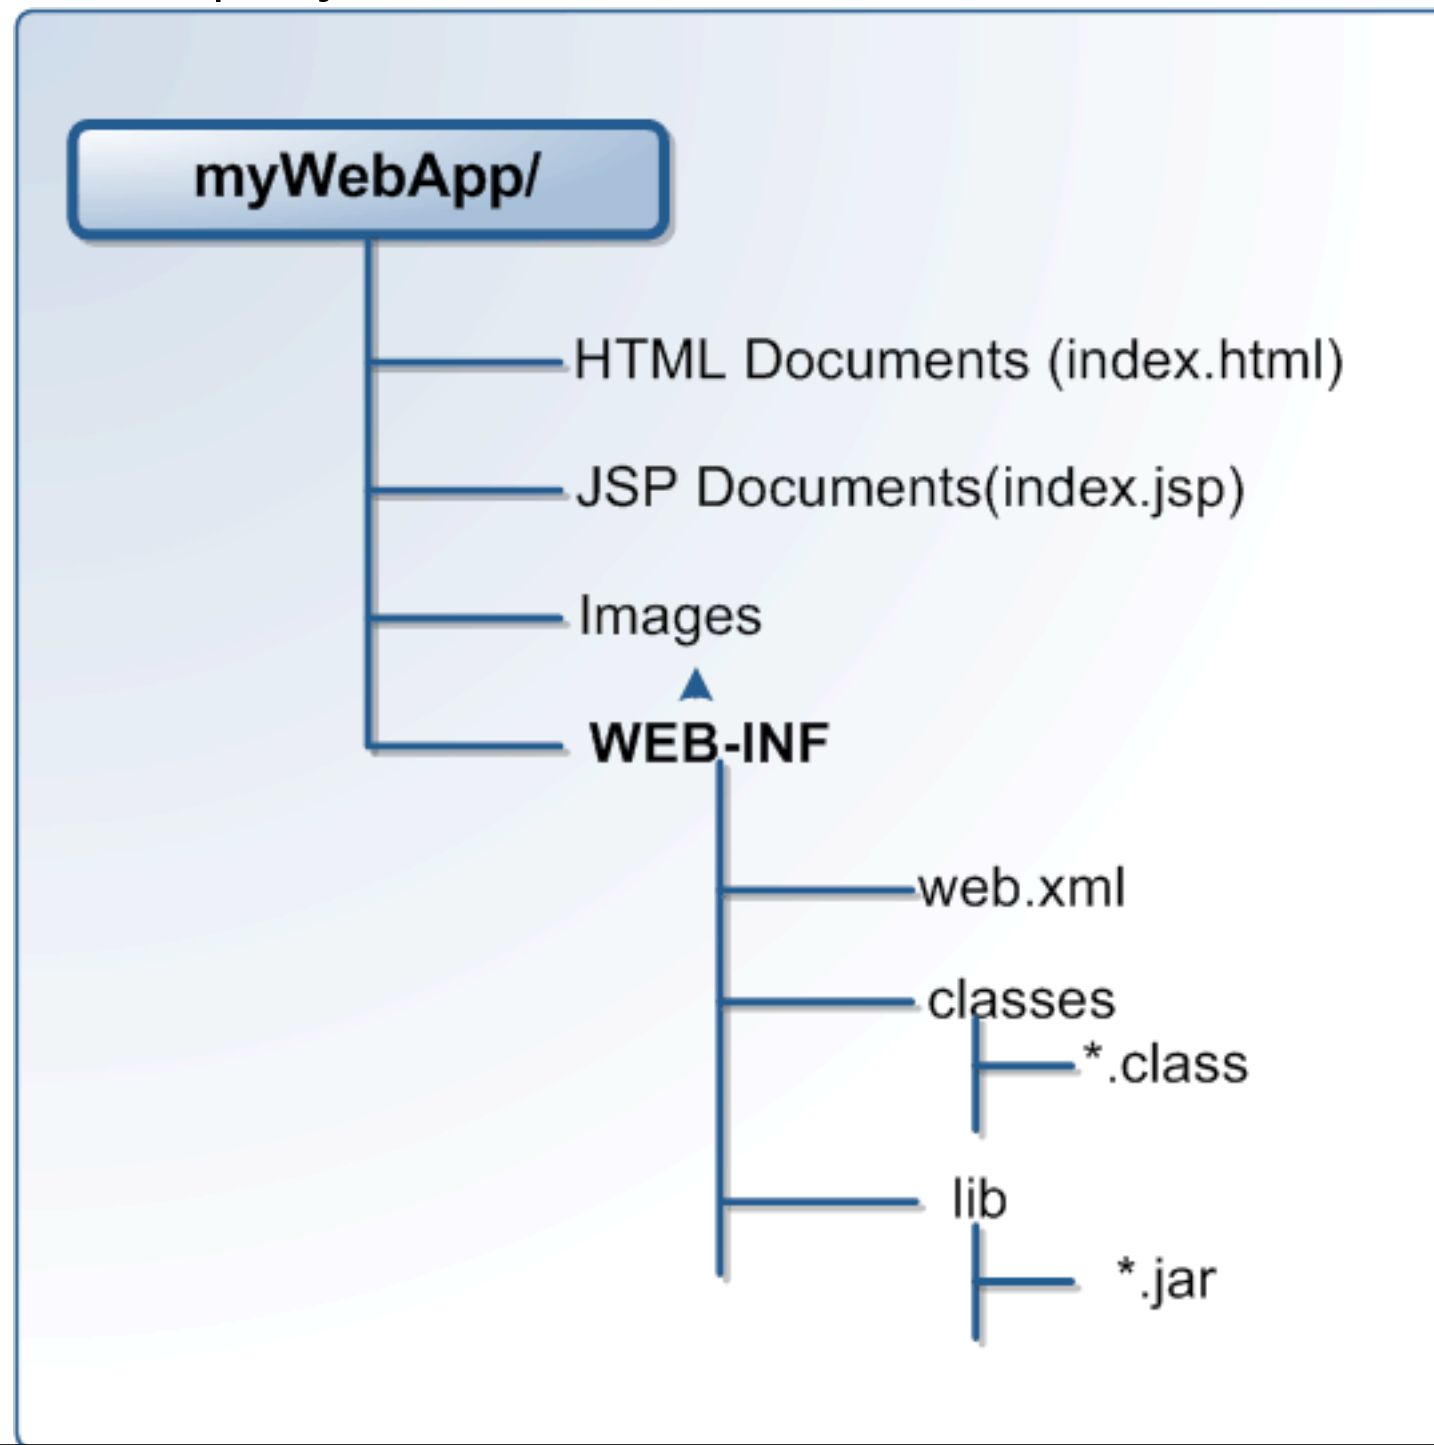 myWebApp/
HTML Documents (index.html)
JSP Documents(index.jsp)
Images
WEB-INF
web.xml
classes
*.class
lib
*.jar